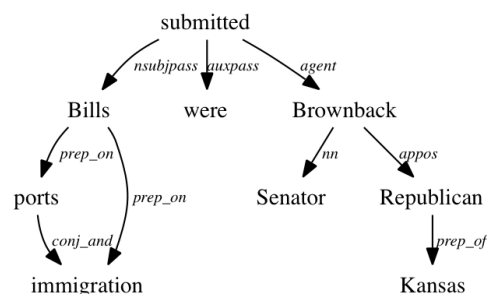 submitted
nsubjpass auxpass agent
Bills were Brownback
prep_on nn appos
ports prep_on Senator Republican
conj_and prep_of
immigration Kansas